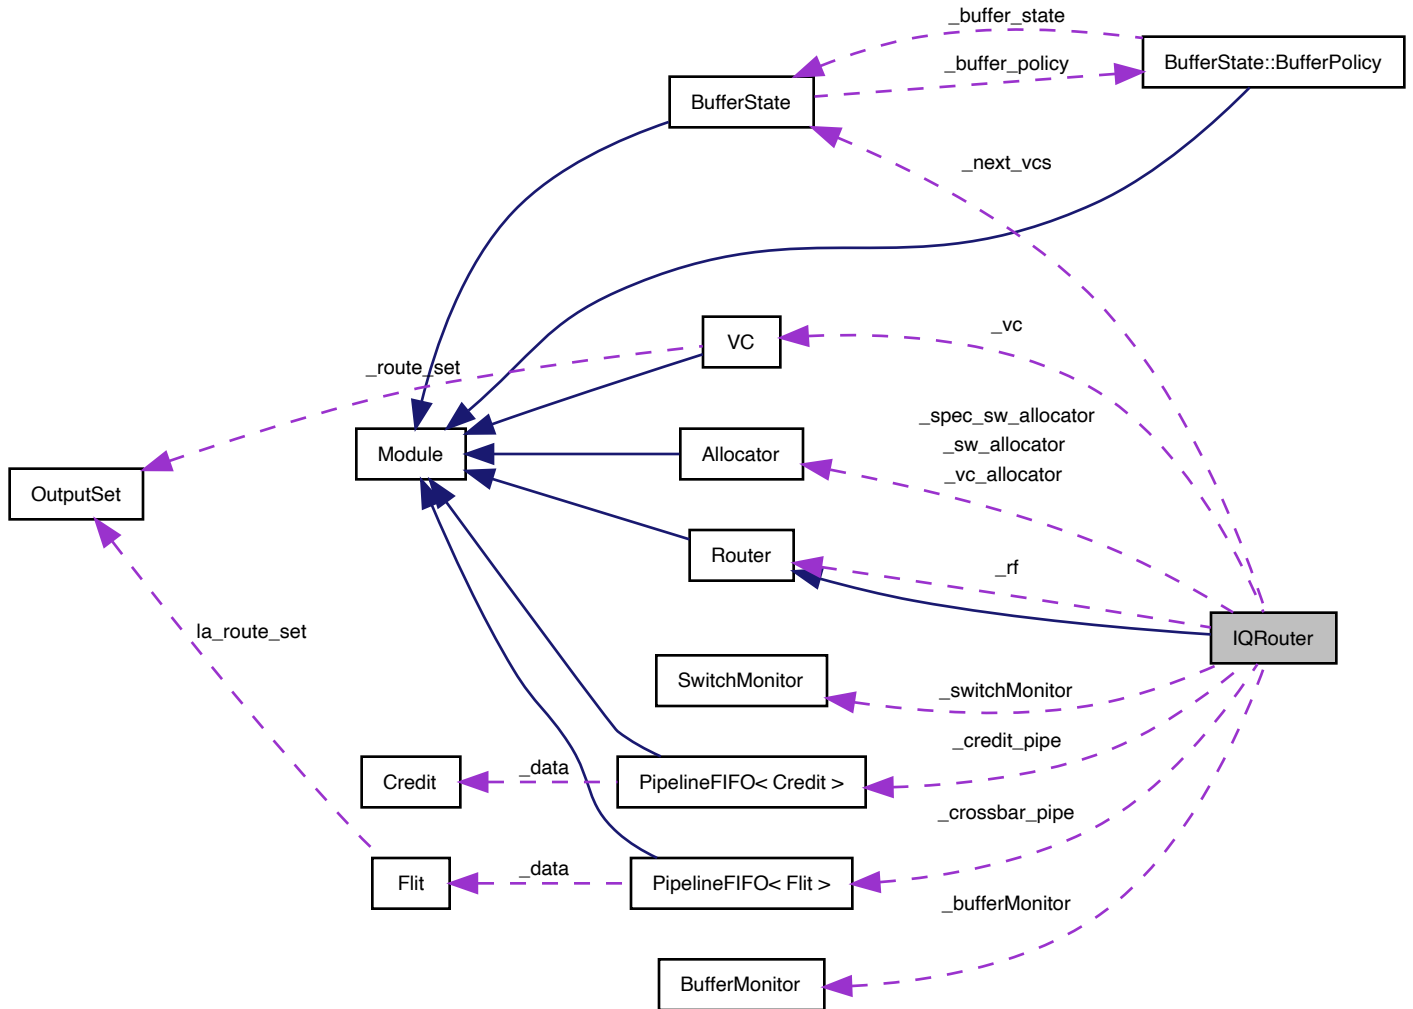 _buffer_state
BufferState::BufferPolicy
_buffer_policy
BufferState
_next_vcs
_vc
VC
_route_set
_spec_sw_allocator
_sw_allocator
_vc_allocator
Module
Allocator
OutputSet
Router
_rf
la_route_set
IQRouter
SwitchMonitor
_switchMonitor
_credit_pipe
Credit
_data
PipelineFIFO< Credit >
_crossbar_pipe
Flit
_data
PipelineFIFO< Flit >
_bufferMonitor
BufferMonitor